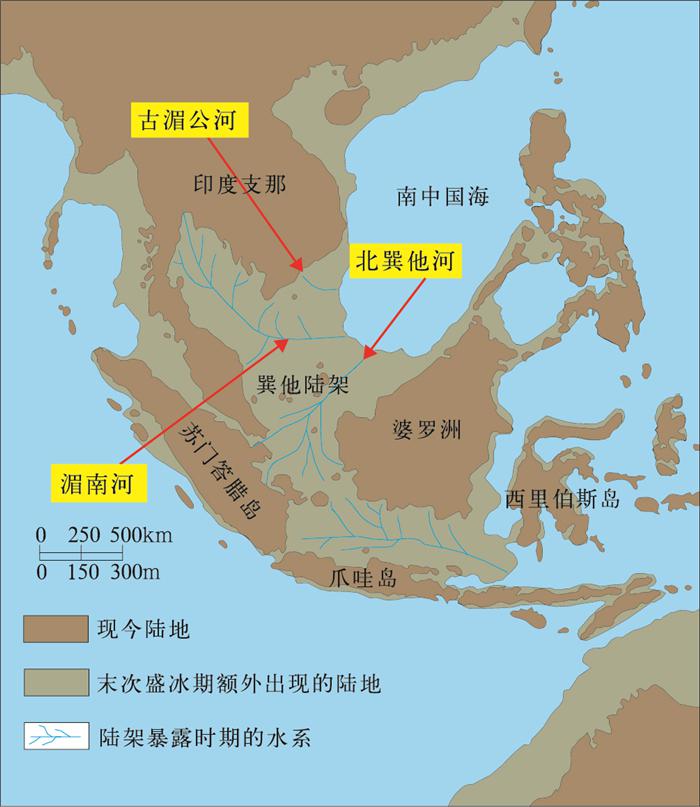 古湄公河
印度支那
南中国海
北巽他河
巽他陆架
婆罗洲
苏门答腊岛
湄南河
西里伯斯岛
0 250 500km
0 150 300m
爪哇岛
现今陆地
末次盛冰期额外出现的陆地
陆架暴露时期的水系